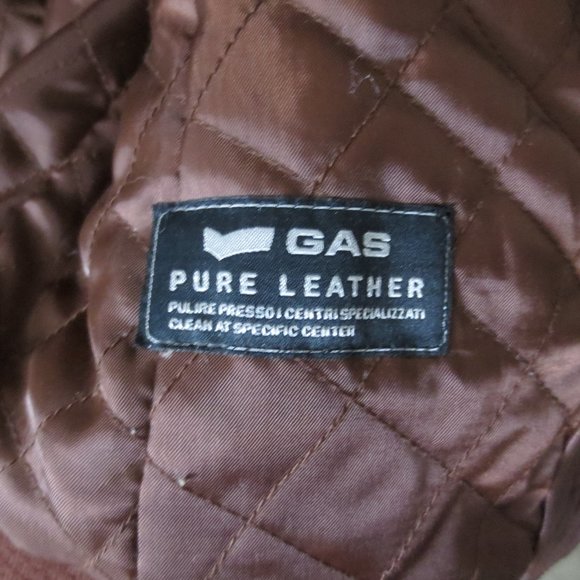 GAS
PURE LEATHER
PULIRE PRESSO I CENTRI SPECIALIZZATI
CLEAN AT SPECIFIC CENTER